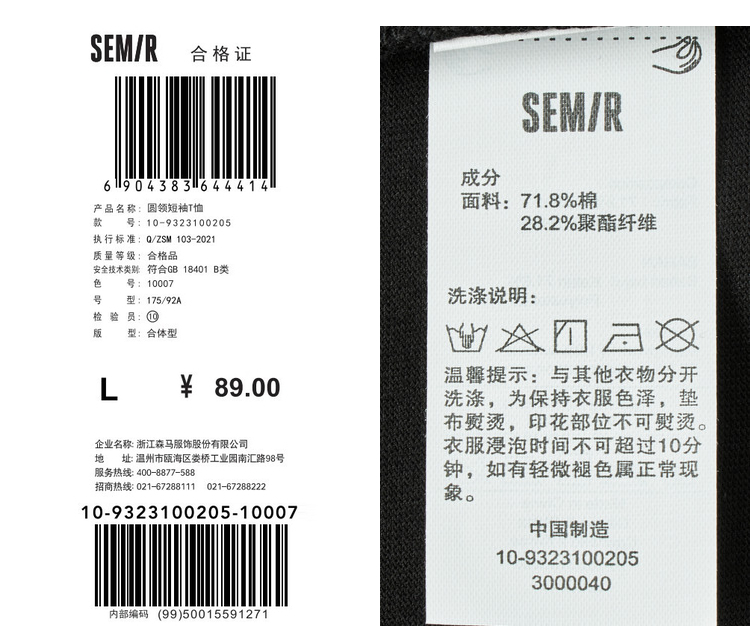 SEMIR 合格证
6 904383 644414
产品名称: 圆领短袖T恤
款 号: 10-9323100205
执行标准: Q/ZSM 103-2021
质量等级: 合格品
安全技术类别: 符合GB 18401 B类
色 号: 10007
号 型: 175/92A
检 验 员: ⑩
版 型: 合体型
L ¥ 89.00
企业名称: 浙江森马服饰股份有限公司
地 址: 温州市瓯海区娄桥工业园南汇路98号
服务热线: 400-8877-588
招商热线: 021-67288111 021-67288222
10-9323100205-10007
内部编码 (99)50015591271
SEMIR
成分
面料: 71.8%棉
28.2%聚酯纤维
洗涤说明:
温馨提示: 与其他衣物分开
洗涤, 为保持衣服色泽, 垫
布熨烫, 印花部位不可熨烫。
衣服浸泡时间不可超过10分
钟, 如有轻微褪色属正常现
象。
中国制造
10-9323100205
3000040